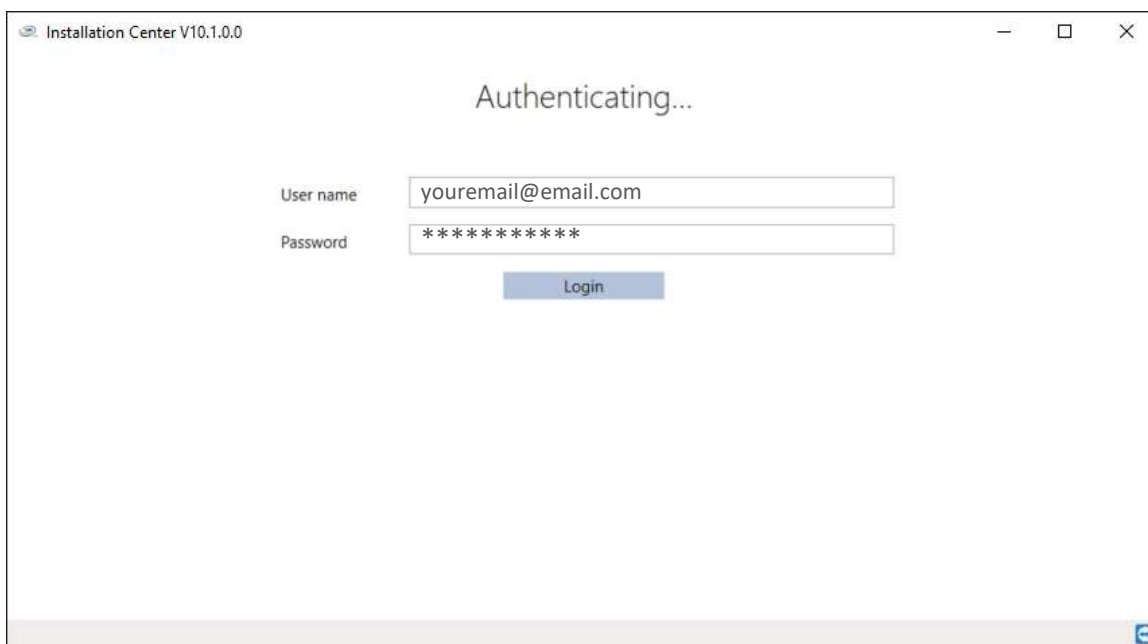 Installation Center V10.1.0.0
Authenticating...
User name youremail@email.com
Password ***********
Login